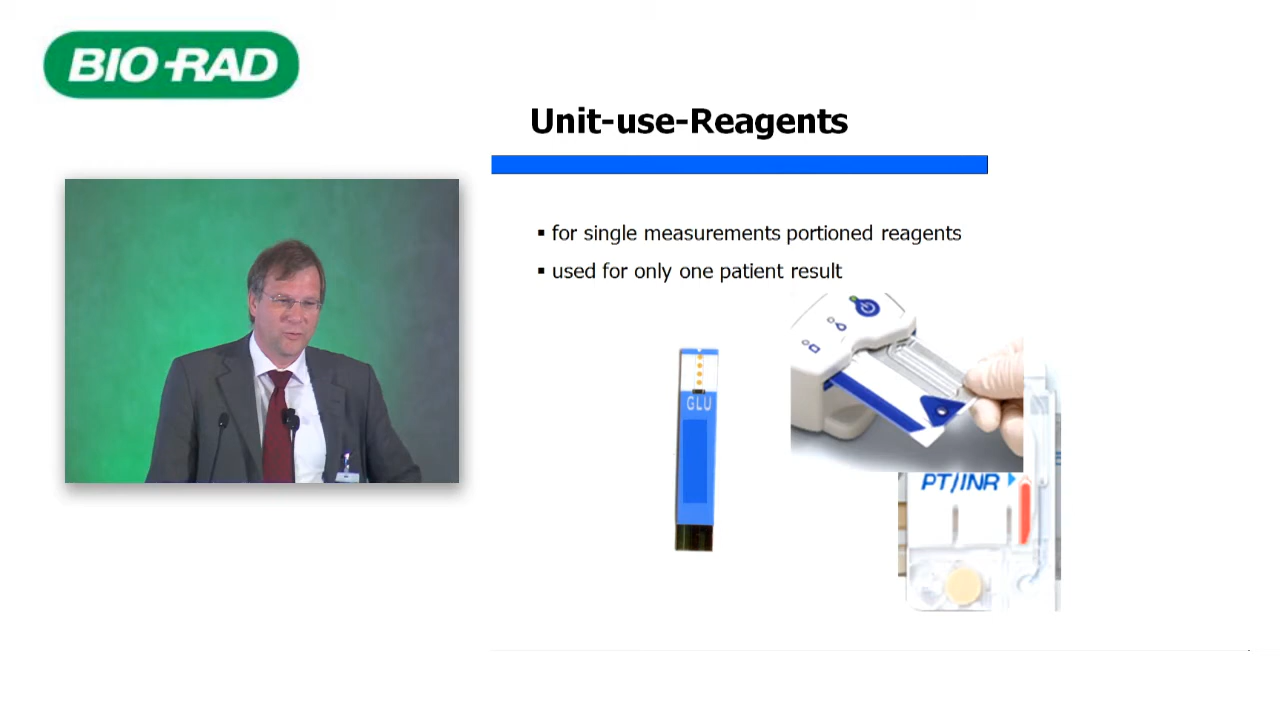 BIO-RAD
Unit-use-Reagents
▪ for single measurements portioned reagents
▪ used for only one patient result
GLU
PT/INR